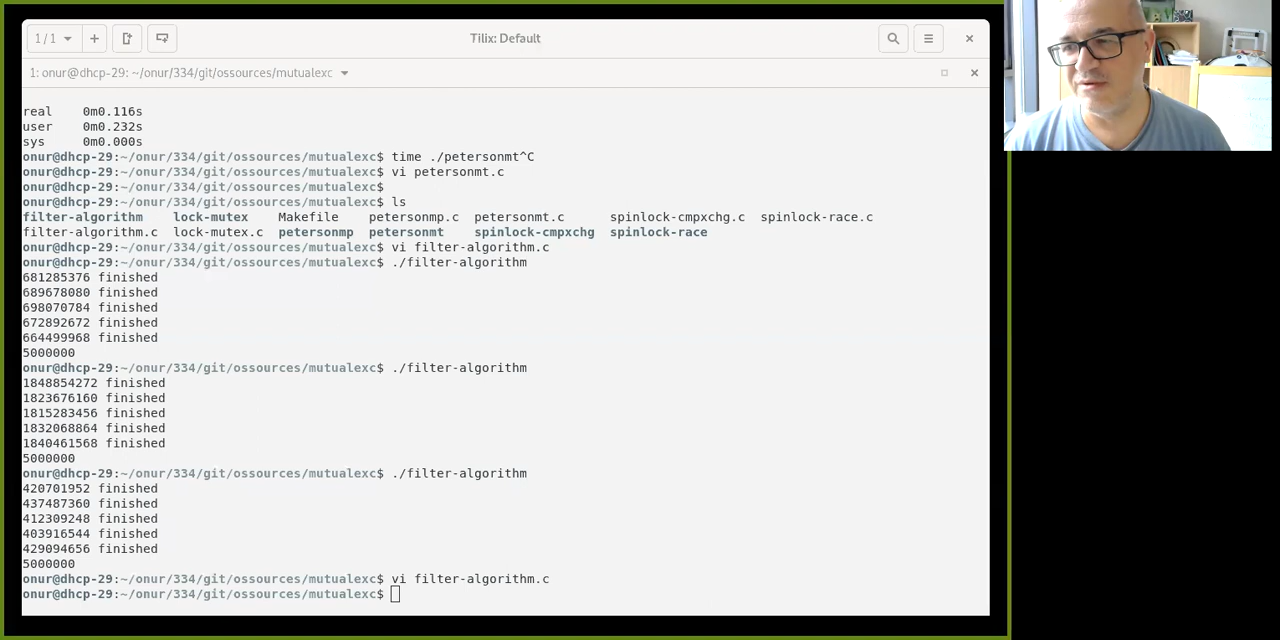 1 / 1
Tilix: Default
1: onur@dhcp-29: ~/onur/334/git/ossources/mutualexc
real    0m0.116s
user    0m0.232s
sys     0m0.000s
onur@dhcp-29:~/onur/334/git/ossources/mutualexc$ time ./petersonmt^C
onur@dhcp-29:~/onur/334/git/ossources/mutualexc$ vi petersonmt.c
onur@dhcp-29:~/onur/334/git/ossources/mutualexc$
onur@dhcp-29:~/onur/334/git/ossources/mutualexc$ ls
filter-algorithm    lock-mutex    Makefile    petersonmp.c  petersonmt.c      spinlock-cmpxchg.c  spinlock-race.c
filter-algorithm.c  lock-mutex.c  petersonmp  petersonmt    spinlock-cmpxchg  spinlock-race
onur@dhcp-29:~/onur/334/git/ossources/mutualexc$ vi filter-algorithm.c
onur@dhcp-29:~/onur/334/git/ossources/mutualexc$ ./filter-algorithm
681285376 finished
689678080 finished
698070784 finished
672892672 finished
664499968 finished
5000000
onur@dhcp-29:~/onur/334/git/ossources/mutualexc$ ./filter-algorithm
1848854272 finished
1823676160 finished
1815283456 finished
1832068864 finished
1840461568 finished
5000000
onur@dhcp-29:~/onur/334/git/ossources/mutualexc$ ./filter-algorithm
420701952 finished
437487360 finished
412309248 finished
403916544 finished
429094656 finished
5000000
onur@dhcp-29:~/onur/334/git/ossources/mutualexc$ vi filter-algorithm.c
onur@dhcp-29:~/onur/334/git/ossources/mutualexc$